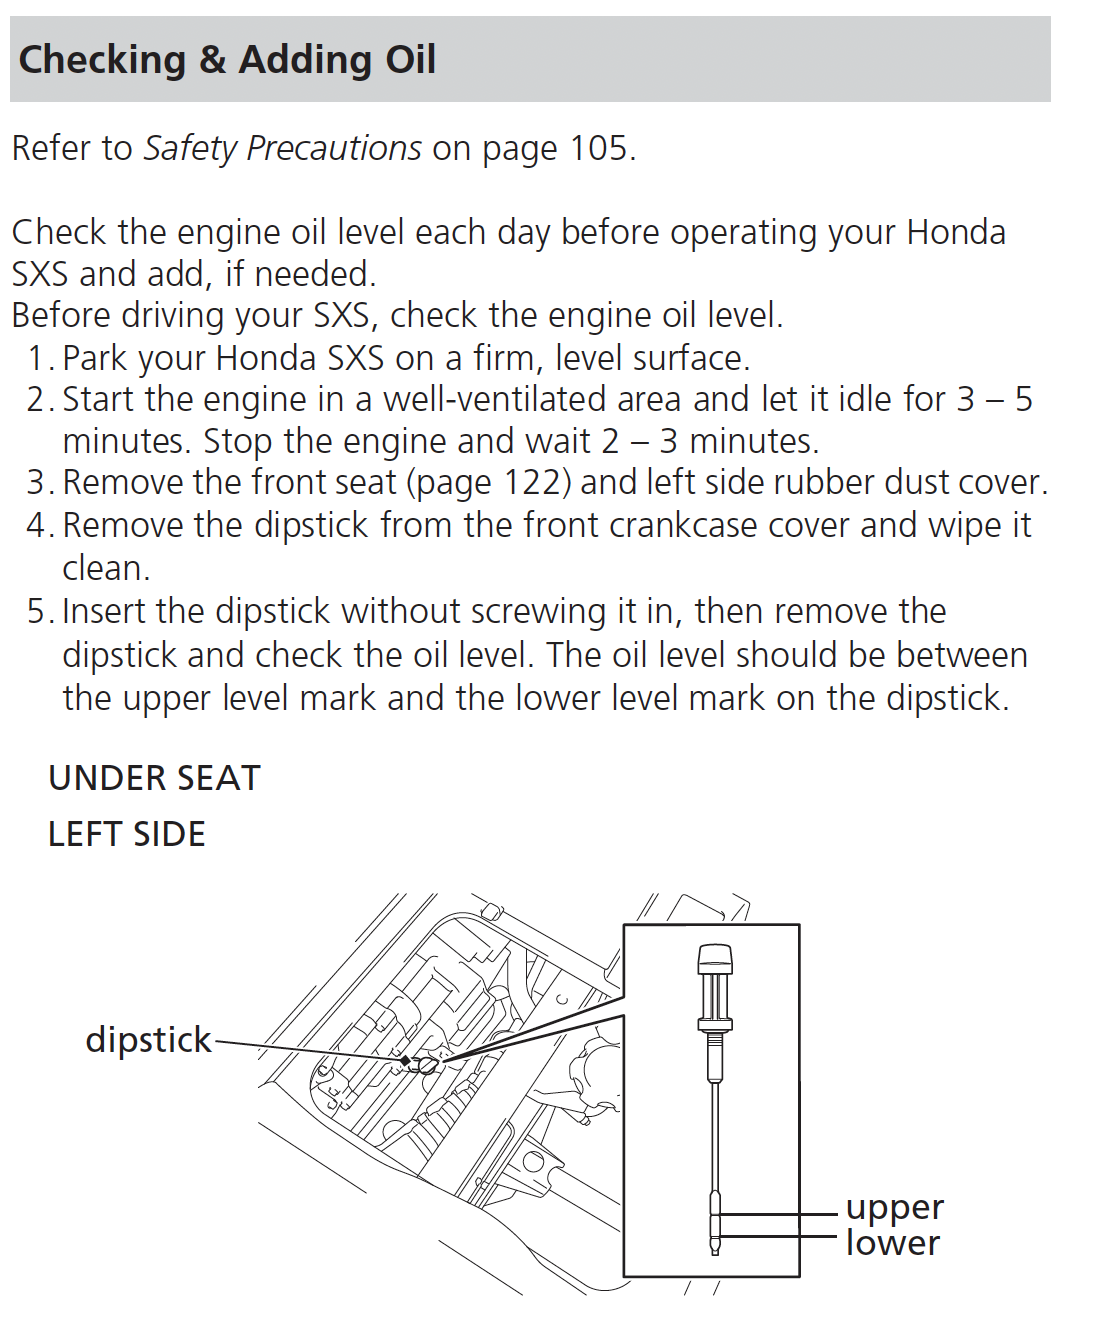 Checking & Adding Oil
Refer to Safety Precautions on page 105.
Check the engine oil level each day before operating your Honda
SXS and add, if needed.
Before driving your SXS, check the engine oil level.
1. Park your Honda SXS on a firm, level surface.
2. Start the engine in a well-ventilated area and let it idle for 3 – 5
minutes. Stop the engine and wait 2 – 3 minutes.
3. Remove the front seat (page 122) and left side rubber dust cover.
4. Remove the dipstick from the front crankcase cover and wipe it
clean.
5. Insert the dipstick without screwing it in, then remove the
dipstick and check the oil level. The oil level should be between
the upper level mark and the lower level mark on the dipstick.
UNDER SEAT
LEFT SIDE
dipstick
upper
lower